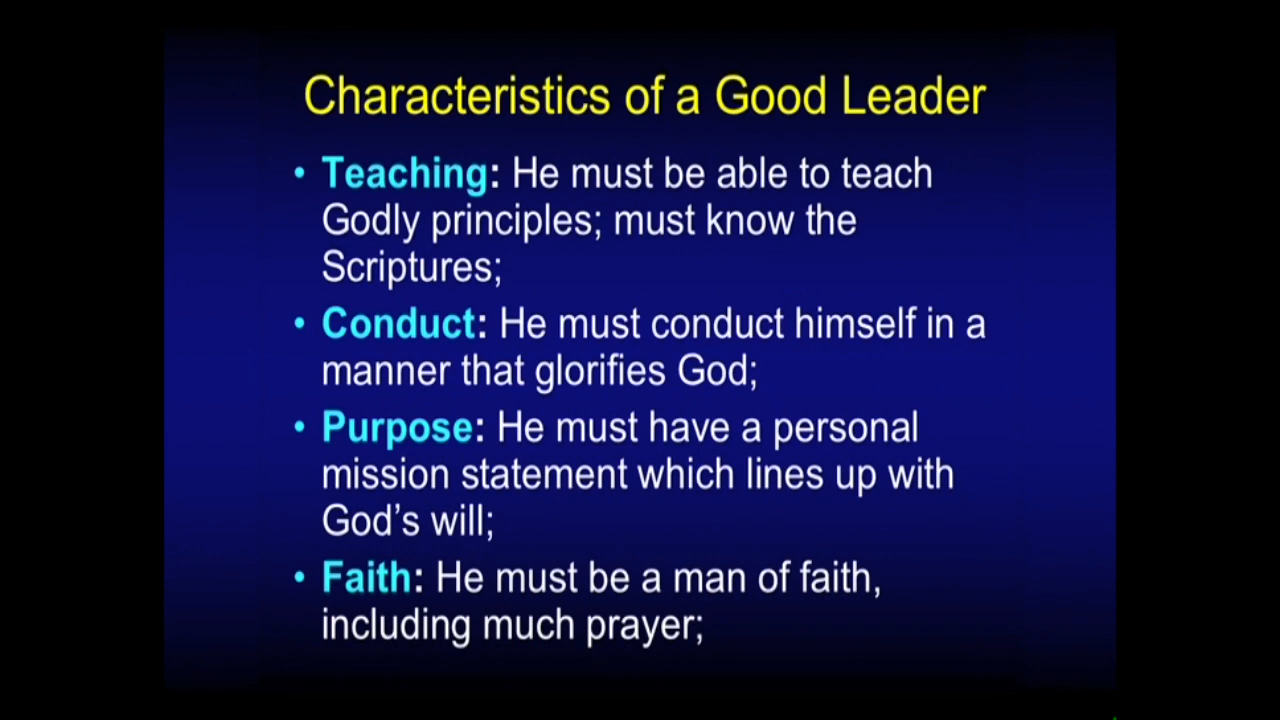 Characteristics of a Good Leader
• Teaching: He must be able to teach
Godly principles; must know the
Scriptures;
• Conduct: He must conduct himself in a
manner that glorifies God;
• Purpose: He must have a personal
mission statement which lines up with
God’s will;
• Faith: He must be a man of faith,
including much prayer;